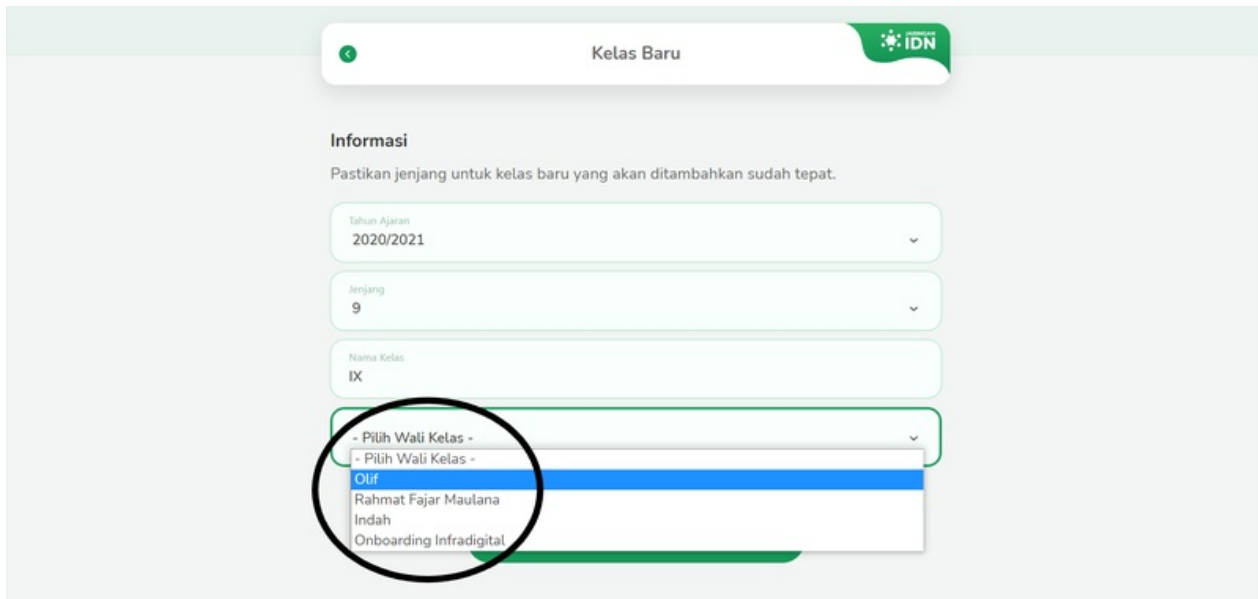 Kelas Baru
JARINGAN
IDN
Informasi
Pastikan jenjang untuk kelas baru yang akan ditambahkan sudah tepat.
Tahun Ajaran
2020/2021
Jenjang
9
Nama Kelas
IX
- Pilih Wali Kelas -
- Pilih Wali Kelas -
Olif
Rahmat Fajar Maulana
Indah
Onboarding Infradigital